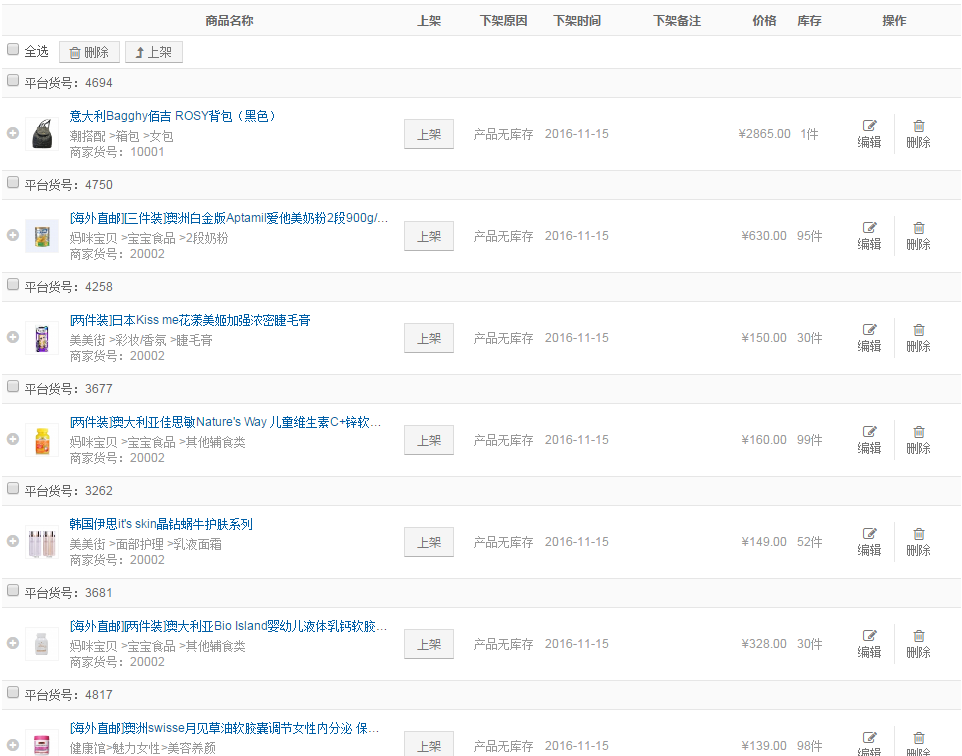 商品名称 上架 下架原因 下架时间 下架备注 价格 库存 操作
全选 删除 上架
平台货号：4694
意大利Bagghy佰吉 ROSY背包（黑色）
潮搭配 >箱包 >女包
商家货号：10001
上架 产品无库存 2016-11-15 ¥2865.00 1件 编辑 删除
平台货号：4750
[海外直邮][三件装]澳洲白金版Aptamil爱他美奶粉2段900g/…
妈咪宝贝 >宝宝食品 >2段奶粉
商家货号：20002
上架 产品无库存 2016-11-15 ¥630.00 95件 编辑 删除
平台货号：4258
[两件装]日本Kiss me花漾美姬加强浓密睫毛膏
美美街 >彩妆/香氛 >睫毛膏
商家货号：20002
上架 产品无库存 2016-11-15 ¥150.00 30件 编辑 删除
平台货号：3677
[两件装]澳大利亚佳思敏Nature's Way 儿童维生素C+锌软…
妈咪宝贝 >宝宝食品 >其他辅食类
商家货号：20002
上架 产品无库存 2016-11-15 ¥160.00 99件 编辑 删除
平台货号：3262
韩国伊思it's skin晶钻蜗牛护肤系列
美美街 >面部护理 >乳液面霜
商家货号：20002
上架 产品无库存 2016-11-15 ¥149.00 52件 编辑 删除
平台货号：3681
[海外直邮][两件装]澳大利亚Bio Island婴幼儿液体乳钙软胶…
妈咪宝贝 >宝宝食品 >其他辅食类
商家货号：20002
上架 产品无库存 2016-11-15 ¥328.00 30件 编辑 删除
平台货号：4817
[海外直邮]澳洲swisse月见草油软胶囊调节女性内分泌 保…
健康馆>魅力女性>美容养颜
上架 产品无库存 2016-11-15 ¥139.00 98件 编辑 删除